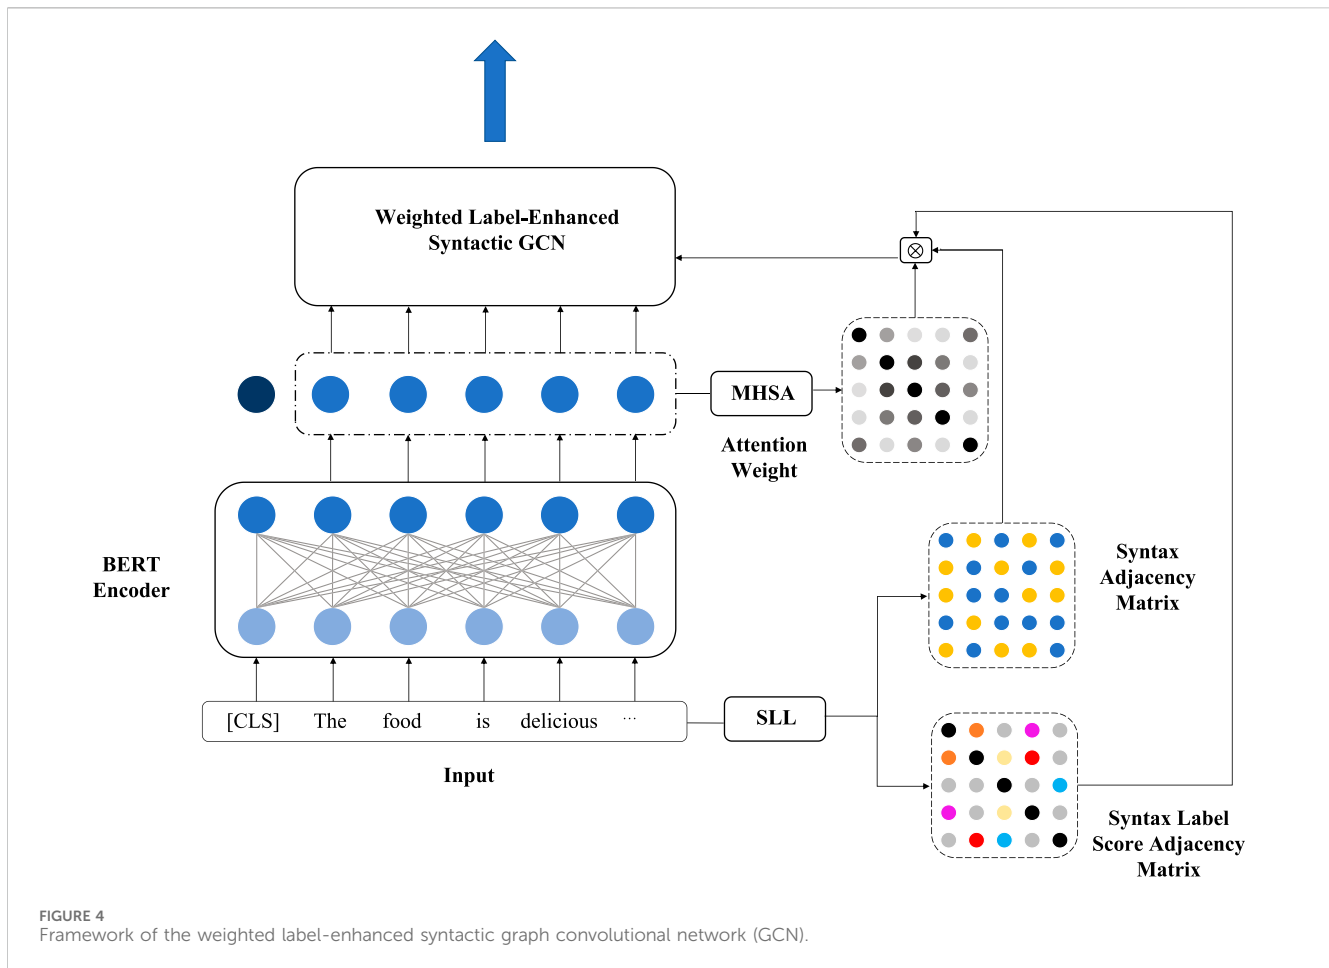 Weighted Label-Enhanced
Syntactic GCN
⊗
MHSA
Attention
Weight
BERT
Encoder
Syntax
Adjacency
Matrix
[CLS] The food is delicious ...
SLL
Input
Syntax Label
Score Adjacency
Matrix
FIGURE 4
Framework of the weighted label-enhanced syntactic graph convolutional network (GCN).